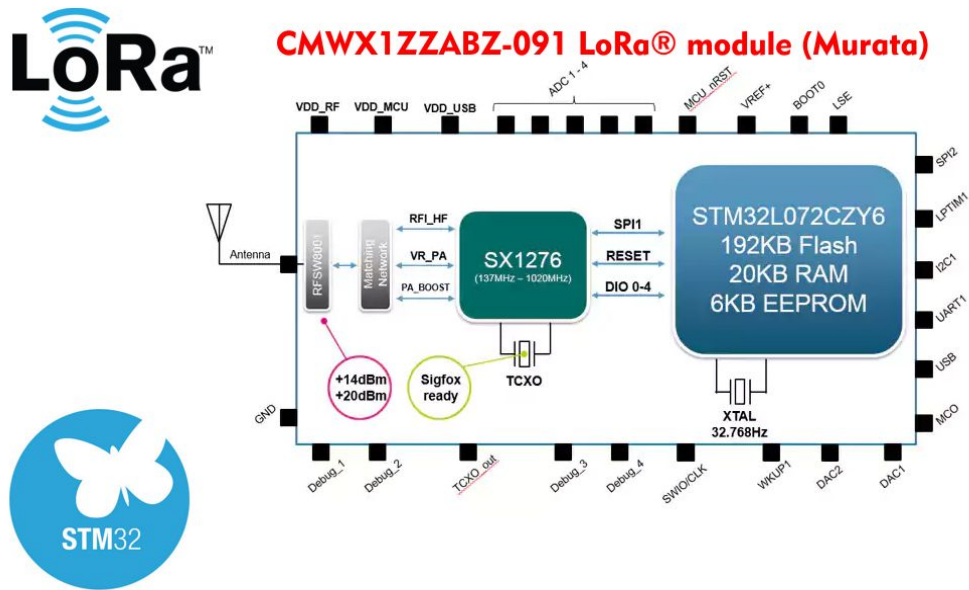 LoRa™
CMWX1ZZABZ-091 LoRa® module (Murata)
VDD_RF
VDD_MCU
VDD_USB
ADC 1 - 4
MCU_nRST
VREF+
BOOT0
LSE
SPI2
LPTIM1
I2C1
UART1
USB
MCO
Antenna
RFSW8001
Matching
Network
RFI_HF
VR_PA
PA_BOOST
SX1276
(137MHz – 1020MHz)
SPI1
RESET
DIO 0-4
STM32L072CZY6
192KB Flash
20KB RAM
6KB EEPROM
+14dBm
+20dBm
Sigfox
ready
TCXO
XTAL
32.768Hz
GND
Debug_1
Debug_2
TCXO_out
Debug_3
Debug_4
SWIO/CLK
WKUP1
DAC2
DAC1
STM32